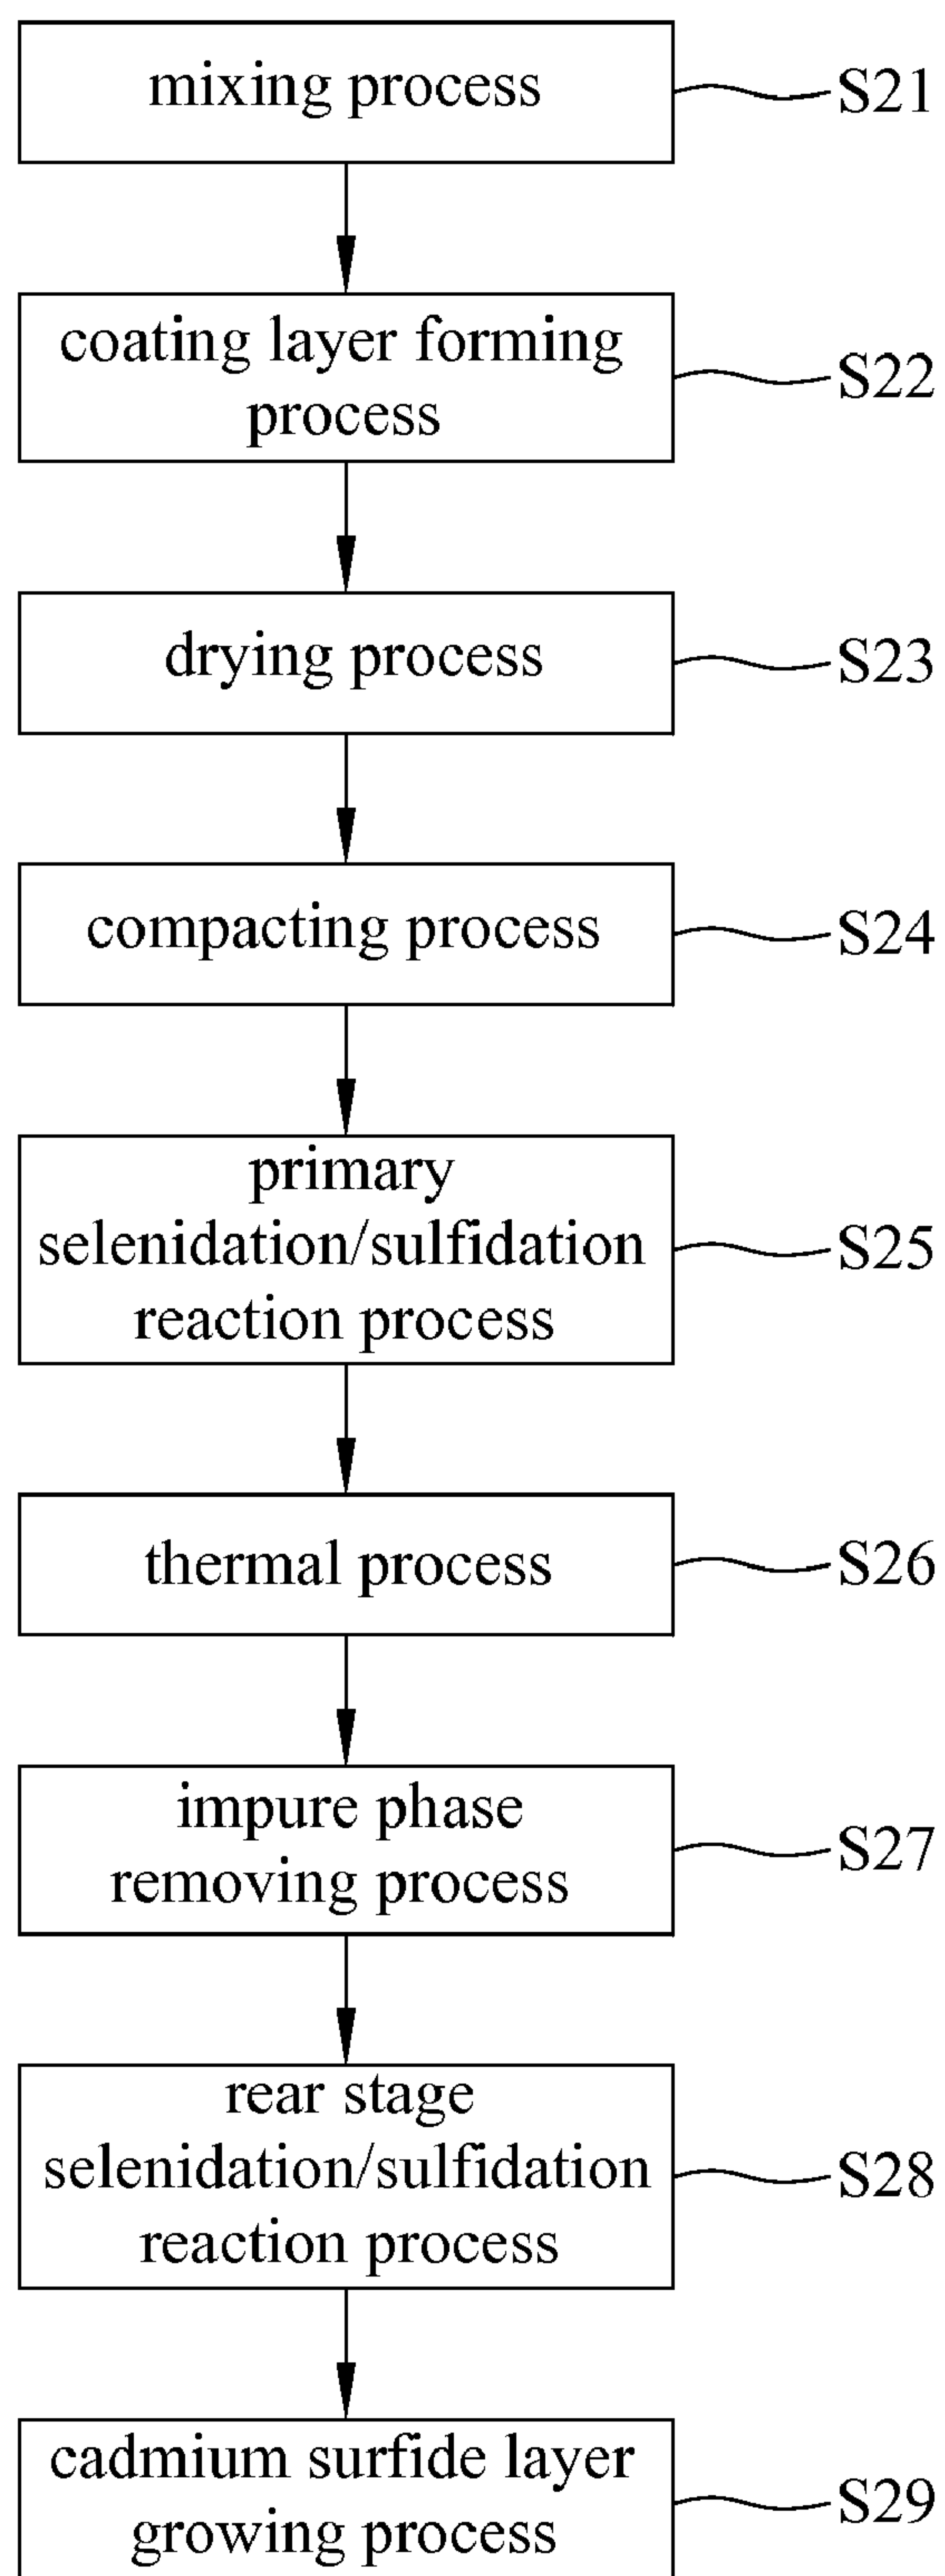 mixing process
S21
coating layer forming
process
S22
drying process
S23
compacting process
S24
primary
selenidation/sulfidation
reaction process
S25
thermal process
S26
impure phase
removing process
S27
rear stage
selenidation/sulfidation
reaction process
S28
cadmium surfide layer
growing process
S29